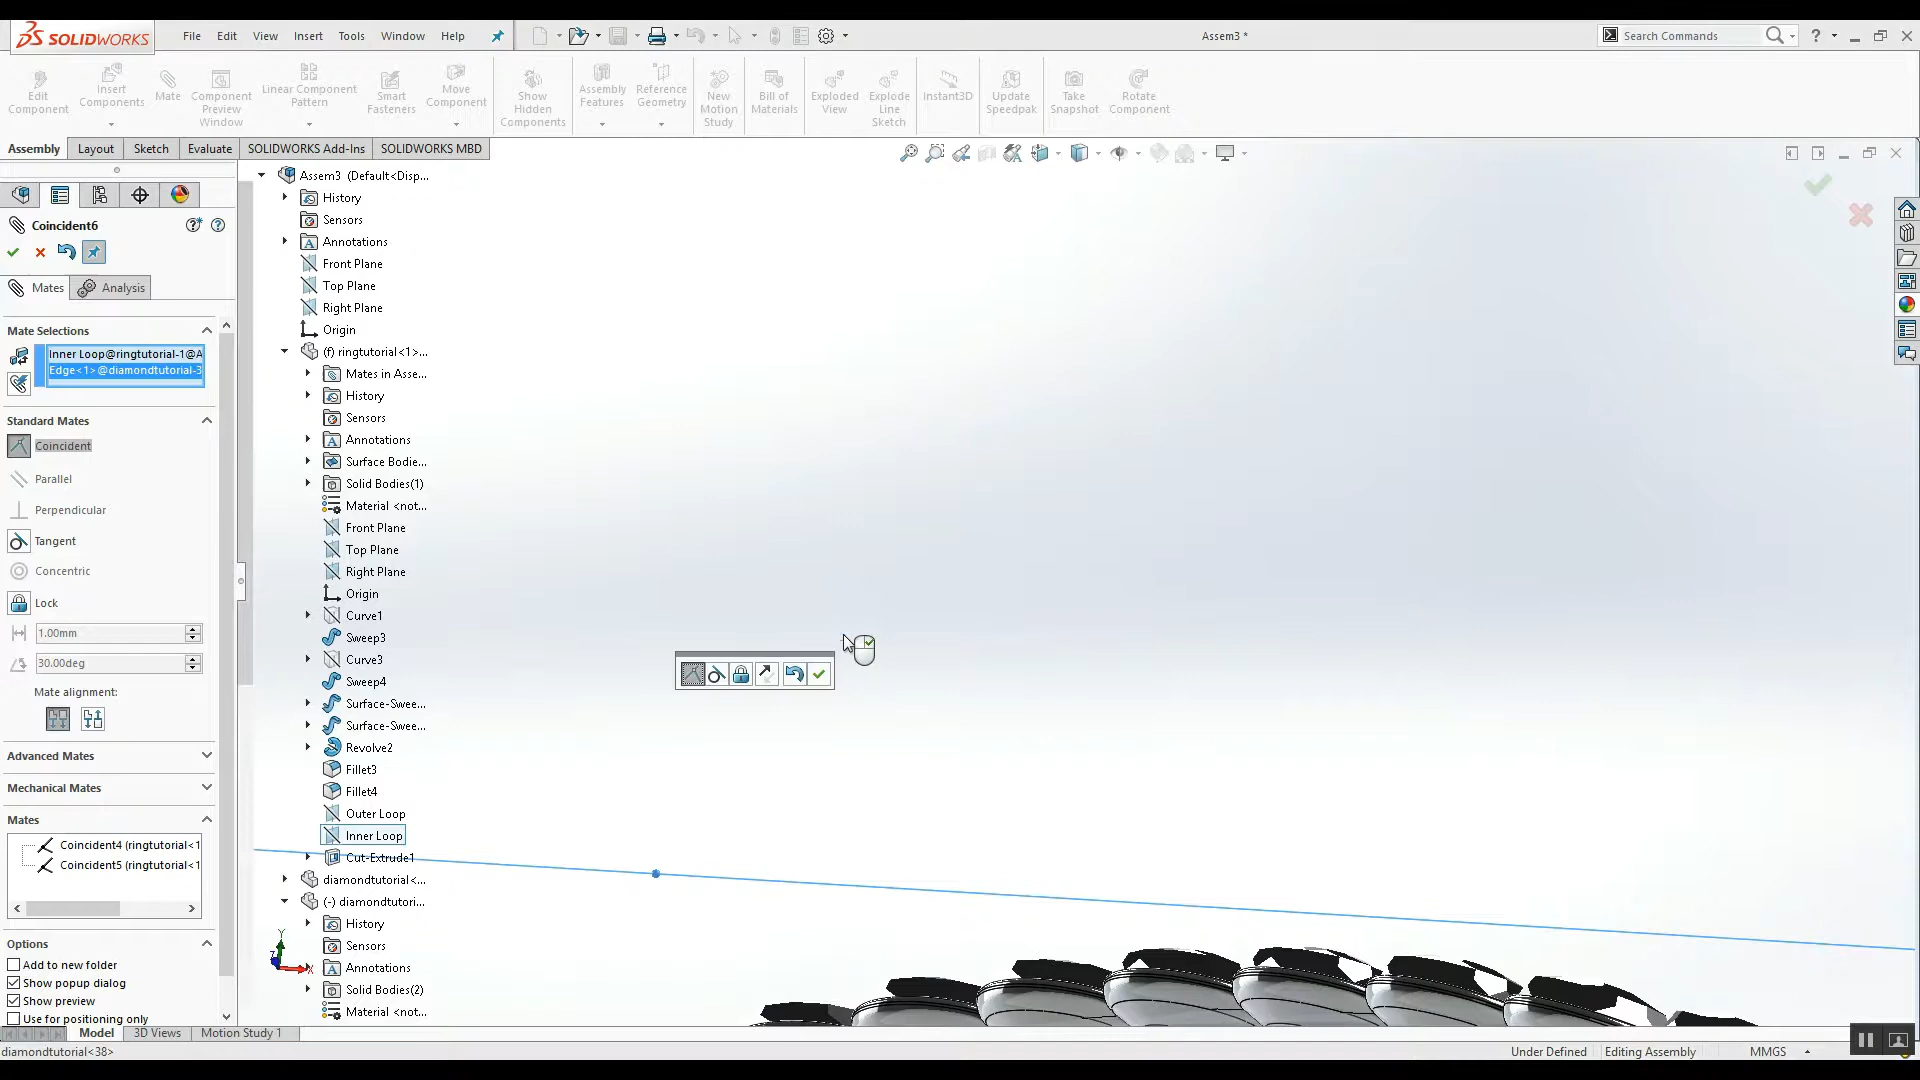 SOLIDWORKS
File Edit View Insert Tools Window Help
Assem3 *
Search Commands
Edit Component
Insert Components
Mate
Component Preview Window
Linear Component Pattern
Smart Fasteners
Move Component
Show Hidden Components
Assembly Features
Reference Geometry
New Motion Study
Bill of Materials
Exploded View
Explode Line Sketch
Instant3D
Update Speedpak
Take Snapshot
Rotate Component
Assembly Layout Sketch Evaluate SOLIDWORKS Add-Ins SOLIDWORKS MBD
Coincident6
Mates Analysis
Mate Selections
Inner Loop@ringtutorial-1@A
Edge<1>@diamondtutorial-3
Standard Mates
Coincident
Parallel
Perpendicular
Tangent
Concentric
Lock
1.00mm
30.00deg
Mate alignment:
Advanced Mates
Mechanical Mates
Mates
Coincident4 (ringtutorial<1
Coincident5 (ringtutorial<1
Options
Add to new folder
Show popup dialog
Show preview
Use for positioning only
Assem3 (Default<Disp...
History
Sensors
Annotations
Front Plane
Top Plane
Right Plane
Origin
(f) ringtutorial<1>...
Mates in Asse...
History
Sensors
Annotations
Surface Bodie...
Solid Bodies(1)
Material <not...
Front Plane
Top Plane
Right Plane
Origin
Curve1
Sweep3
Curve3
Sweep4
Surface-Swee...
Surface-Swee...
Revolve2
Fillet3
Fillet4
Outer Loop
Inner Loop
Cut-Extrude1
diamondtutorial<...
(-) diamondtutori...
History
Sensors
Annotations
Solid Bodies(2)
Material <not...
Y
X
Z
Model 3D Views Motion Study 1
diamondtutorial<38>
Under Defined Editing Assembly MMGS